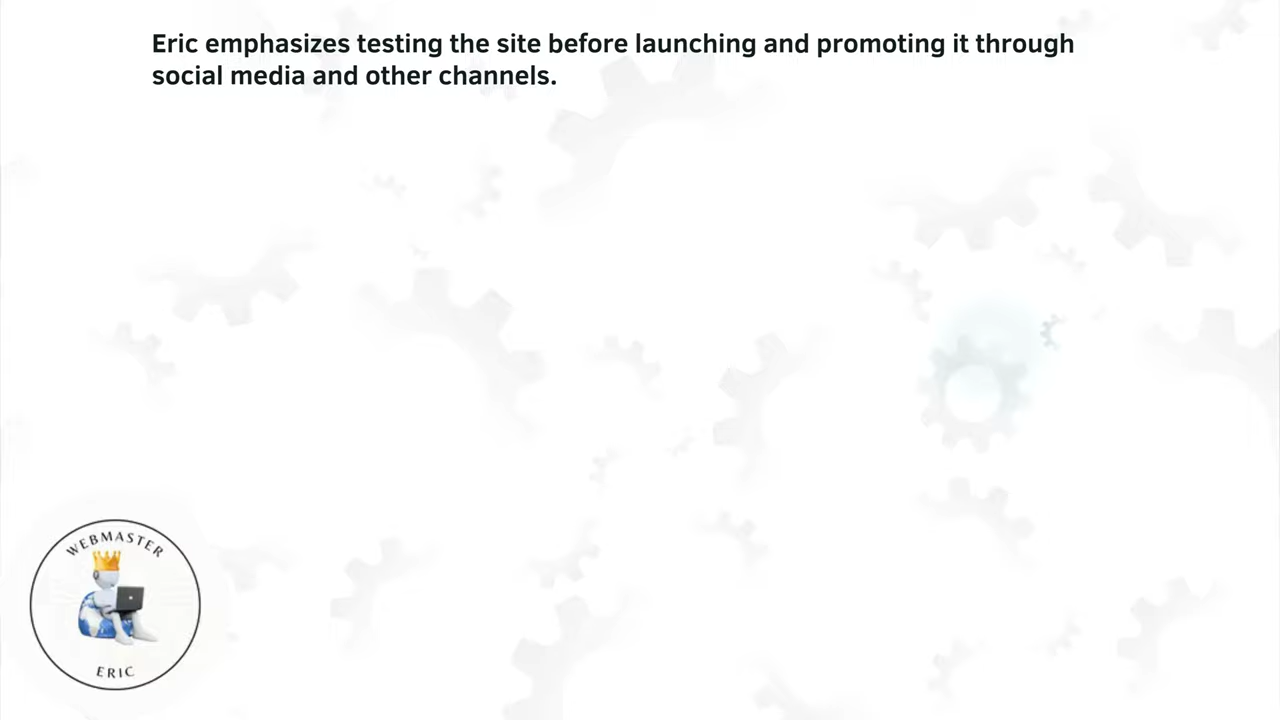 Eric emphasizes testing the site before launching and promoting it through
social media and other channels.
WEBMASTER
ERIC